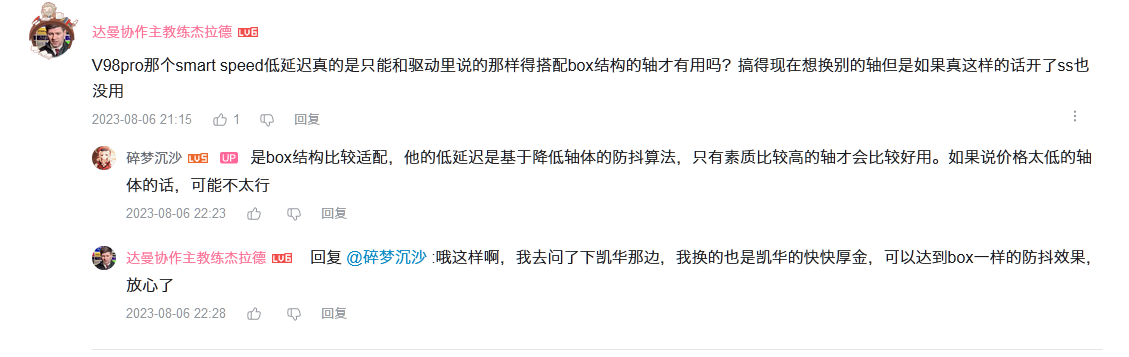 达曼协作主教练杰拉德 LV6
V98pro那个smart speed低延迟真的是只能和驱动里说的那样得搭配box结构的轴才有用吗？搞得现在想换别的轴但是如果真这样的话开了ss也
没用
2023-08-06 21:15 1 回复
碎梦沉沙 LV5 UP 是box结构比较适配，他的低延迟是基于降低轴体的防抖算法，只有素质比较高的轴才会比较好用。如果说价格太低的轴
体的话，可能不太行
2023-08-06 22:23 回复
达曼协作主教练杰拉德 LV6 回复 @碎梦沉沙 :哦这样啊，我去问了下凯华那边，我换的也是凯华的快快厚金，可以达到box一样的防抖效果，
放心了
2023-08-06 22:28 回复